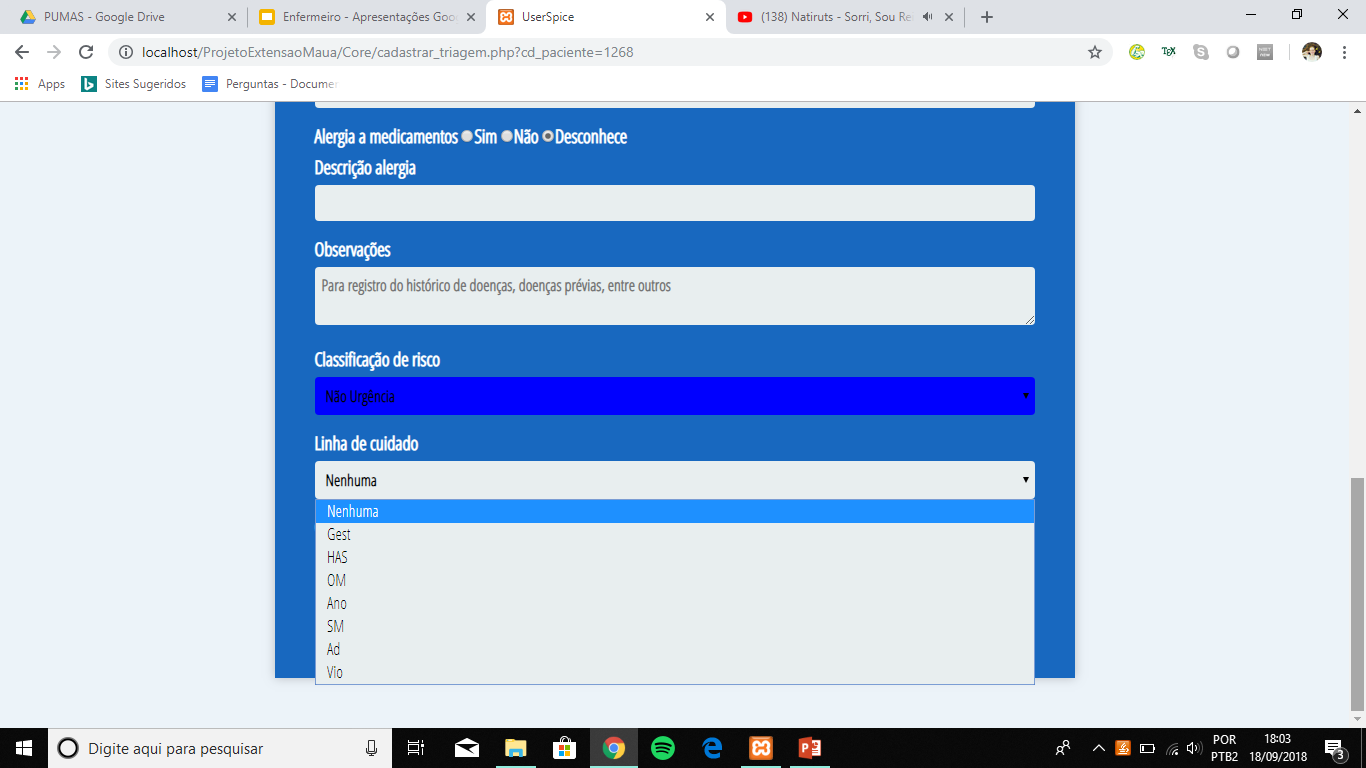 PUMAS - Google Drive
Enfermeiro - Apresentações Goo
UserSpice
(138) Natiruts - Sorri, Sou Re
localhost/ProjetoExtensaoMaua/Core/cadastrar_triagem.php?cd_paciente=1268
Apps
Sites Sugeridos
Perguntas - Documen
Alergia a medicamentos Sim Não Desconhece
Descrição alergia
Observações
Para registro do histórico de doenças, doenças prévias, entre outros
Classificação de risco
Não Urgência
Linha de cuidado
Nenhuma
Nenhuma
Gest
HAS
OM
Ano
SM
Ad
Vio
Digite aqui para pesquisar
POR
PTB2
18:03
18/09/2018
3